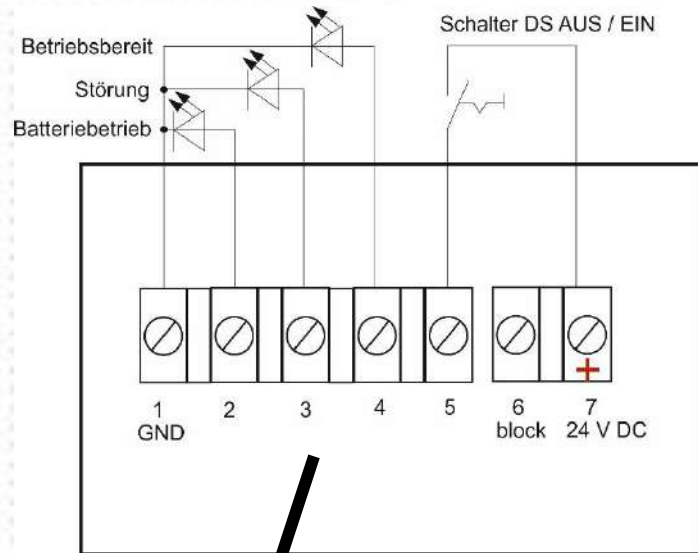 Betriebsbereit
Schalter DS AUS / EIN
Störung
Batteriebetrieb
1 2 3 4 5 6 7
GND block 24 V DC